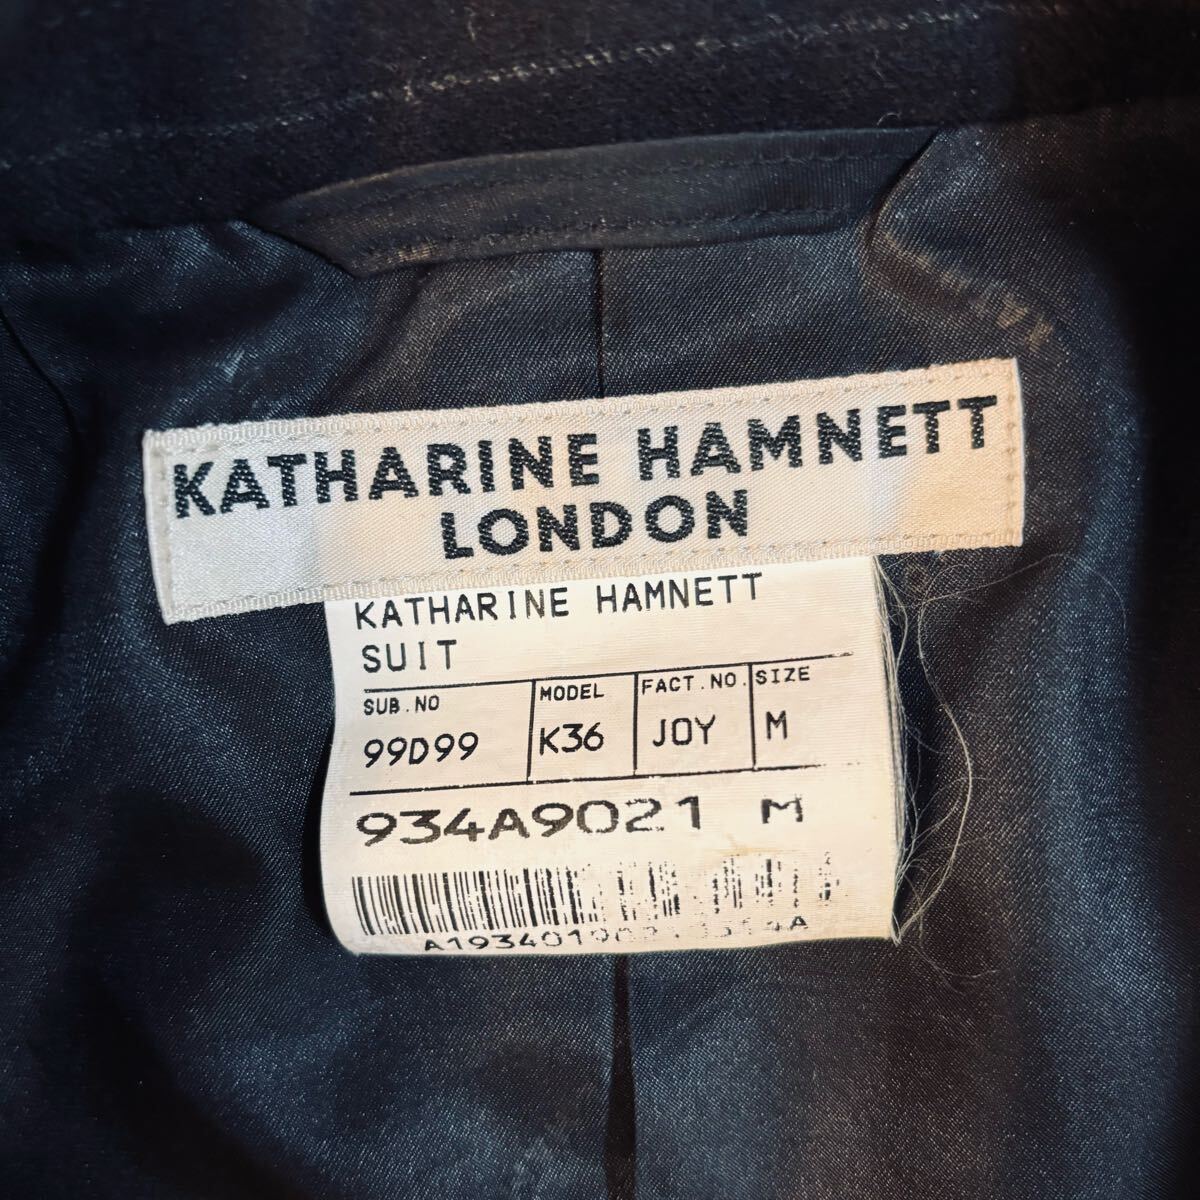 KATHARINE HAMNETT
LONDON
KATHARINE HAMNETT
SUIT
SUB.NO MODEL FACT.NO. SIZE
99D99 K36 JOY M
934A9021 M